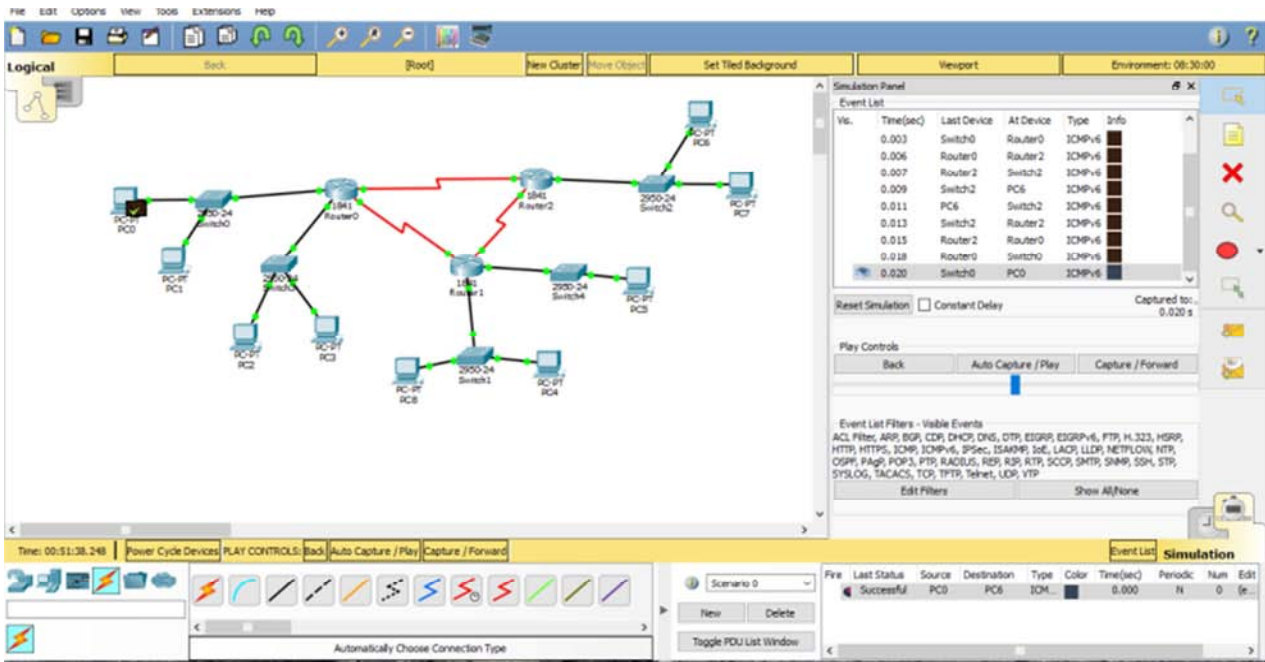 File Edit Options View Tools Extensions Help
Logical Back [Root] New Cluster Move Object Set Tiled Background Viewport Environment: 08:30:00
PC-PT
PC0
2950-24
Switch0
PC-PT
PC1
1841
Router0
2950-24
PC-PT
PC2
PC-PT
PC3
1841
Router2
2950-24
Switch2
PC-PT
PC6
PC-PT
PC7
1841
Router1
2950-24
Switch4
PC-PT
PC5
2950-24
Switch1
PC-PT
PC8
PC-PT
PC4
Simulation Panel
Event List
Vis. Time(sec) Last Device At Device Type Info
0.003 Switch0 Router0 ICMPv6
0.006 Router0 Router2 ICMPv6
0.007 Router2 Switch2 ICMPv6
0.009 Switch2 PC6 ICMPv6
0.011 PC6 Switch2 ICMPv6
0.013 Switch2 Router2 ICMPv6
0.015 Router2 Router0 ICMPv6
0.018 Router0 Switch0 ICMPv6
0.020 Switch0 PC0 ICMPv6
Reset Simulation Constant Delay Captured to:
0.020 s
Play Controls
Back Auto Capture / Play Capture / Forward
Event List Filters - Visible Events
ACL Filter, ARP, BGP, CDP, DHCP, DNS, DTP, EIGRP, EIGRPv6, FTP, H.323, HSRP,
HTTP, HTTPS, ICMP, ICMPv6, IPSec, ISAKMP, IoE, LACP, LLDP, NETFLOW, NTP,
OSPF, PAgP, POP3, PTP, RADIUS, REP, RIP, RTP, SCCP, SMTP, SNMP, SSH, STP,
SYSLOG, TACACS, TCP, TFTP, Telnet, UDP, VTP
Edit Filters Show All/None
Time: 00:51:38.248 Power Cycle Devices PLAY CONTROLS: Back Auto Capture / Play Capture / Forward Event List Simulation
Scenario 0
New Delete
Toggle PDU List Window
Automatically Choose Connection Type
Fire Last Status Source Destination Type Color Time(sec) Periodic Num Edit
Successful PC0 PC6 ICM... 0.000 N 0 (e...